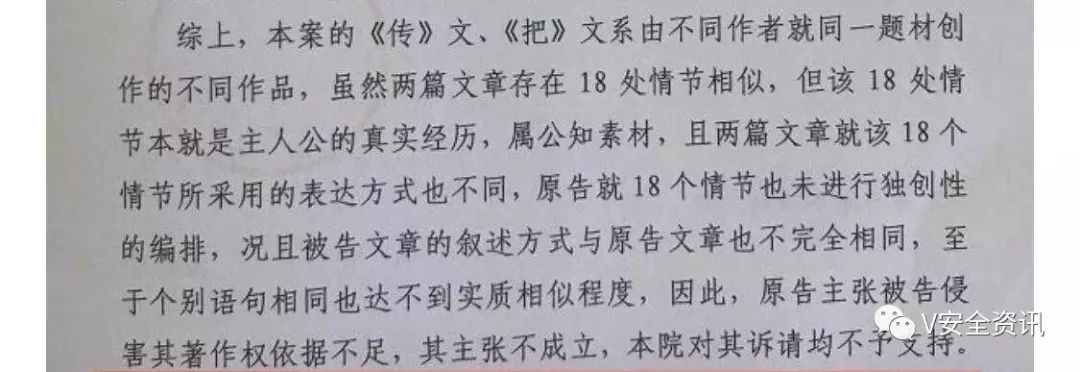 综上，本案的《传》文、《把》文系由不同作者就同一题材创
作的不同作品，虽然两篇文章存在 18 处情节相似，但该 18 处情
节本就是主人公的真实经历，属公知素材，且两篇文章就该 18 个
情节所采用的表达方式也不同，原告就 18 个情节也未进行独创性
的编排，况且被告文章的叙述方式与原告文章也不完全相同，至
于个别语句相同也达不到实质相似程度，因此，原告主张被告侵
害其著作权依据不足，其主张不成立，本院对其诉请均不予支持。
V安全资讯